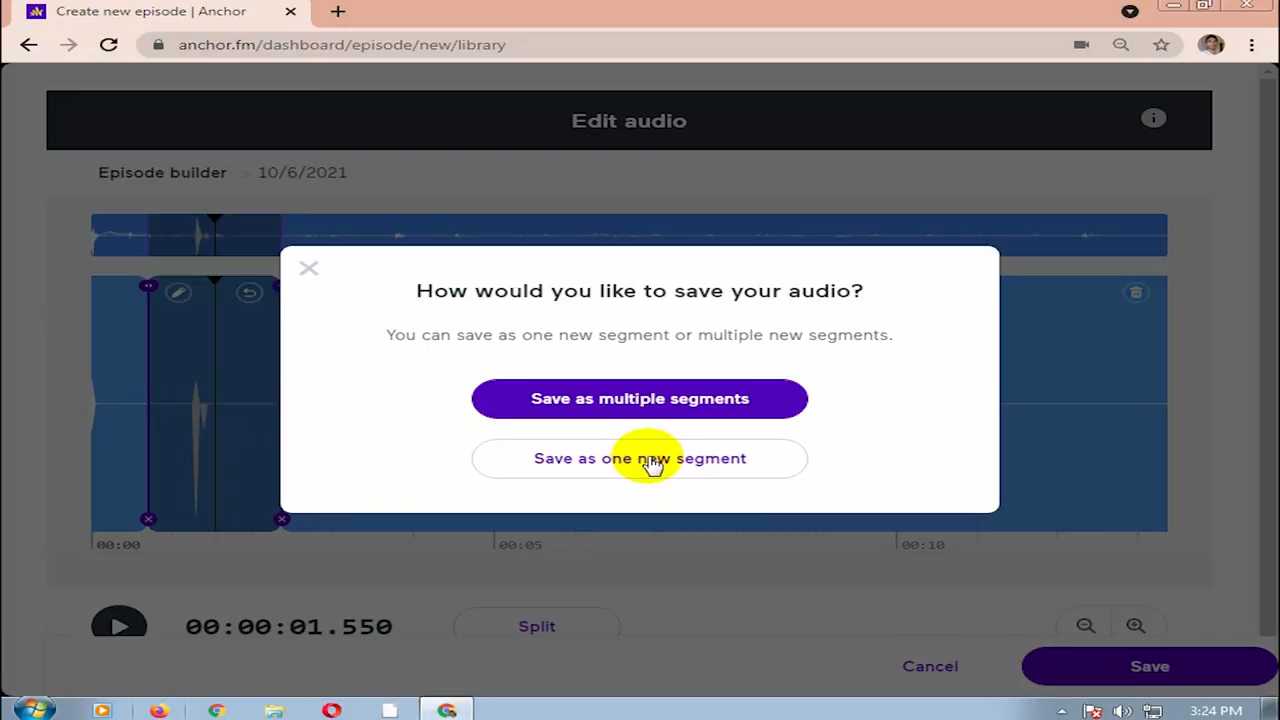 Create new episode | Anchor
anchor.fm/dashboard/episode/new/library
Edit audio
Episode builder
10/6/2021
How would you like to save your audio?
You can save as one new segment or multiple new segments.
Save as multiple segments
Save as one new segment
00:00
00:05
00:10
00:00:01.550
Split
Cancel
Save
3:24 PM